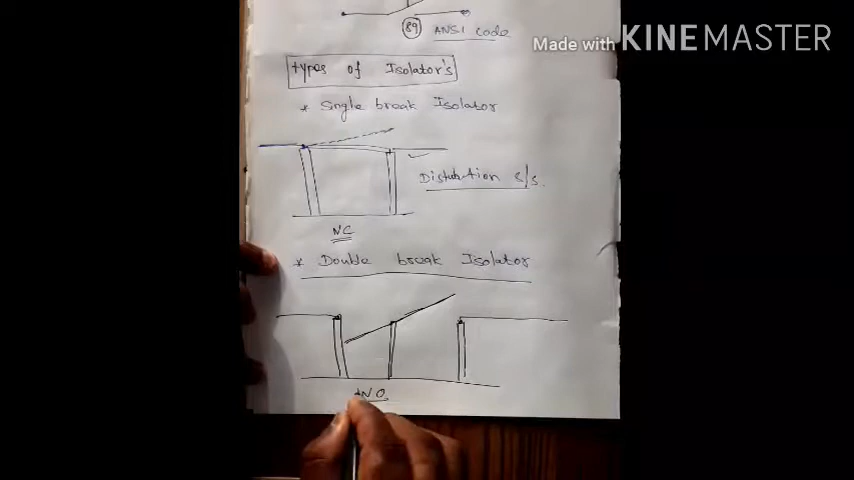 Made with KINEMASTER
89 ANSI code
types of Isolator's
* Single break Isolator
Distribution s/s.
NC
* Double break Isolator
NO